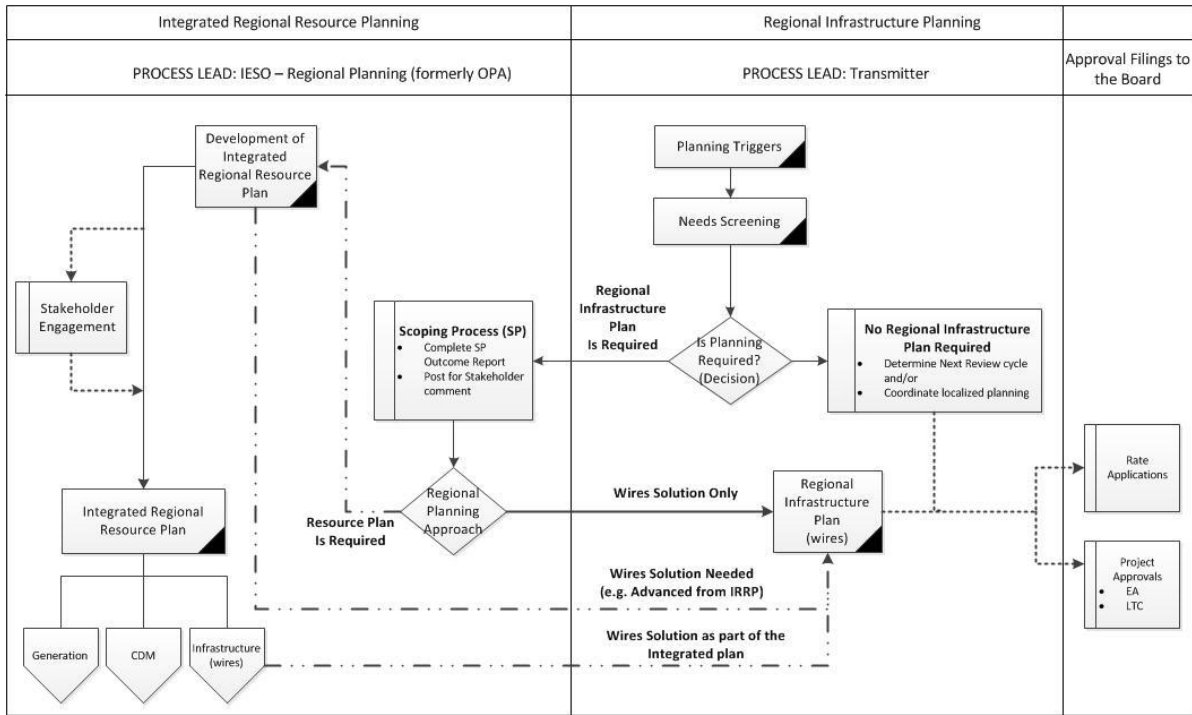 Integrated Regional Resource Planning
Regional Infrastructure Planning
PROCESS LEAD: IESO – Regional Planning (formerly OPA)
PROCESS LEAD: Transmitter
Approval Filings to
the Board
Development of
Integrated
Regional Resource
Plan
Planning Triggers
Needs Screening
Stakeholder
Engagement
Scoping Process (SP)
• Complete SP
Outcome Report
• Post for Stakeholder
comment
Regional
Infrastructure
Plan
Is Required
Is Planning
Required?
(Decision)
No Regional Infrastructure
Plan Required
• Determine Next Review cycle
and/or
• Coordinate localized planning
Rate
Applications
Integrated Regional
Resource Plan
Resource Plan
Is Required
Regional
Planning
Approach
Wires Solution Only
Regional
Infrastructure
Plan
(wires)
Project
Approvals
• EA
• LTC
Wires Solution Needed
(e.g. Advanced from IRRP)
Generation
CDM
Infrastructure
(wires)
Wires Solution as part of the
Integrated plan